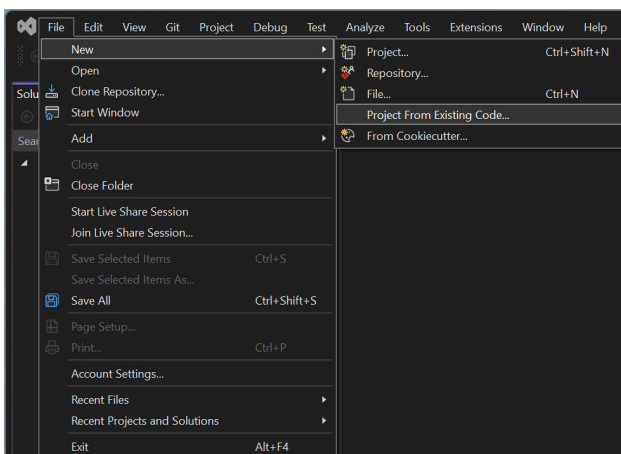 File Edit View Git Project Debug Test Analyze Tools Extensions Window Help
New
Open
Clone Repository...
Start Window
Add
Close
Close Folder
Start Live Share Session
Join Live Share Session...
Save Selected Items Ctrl+S
Save Selected Items As...
Save All Ctrl+Shift+S
Page Setup...
Print... Ctrl+P
Account Settings...
Recent Files
Recent Projects and Solutions
Exit Alt+F4
Project... Ctrl+Shift+N
Repository...
File... Ctrl+N
Project From Existing Code...
From Cookiecutter...
Solu
Sear